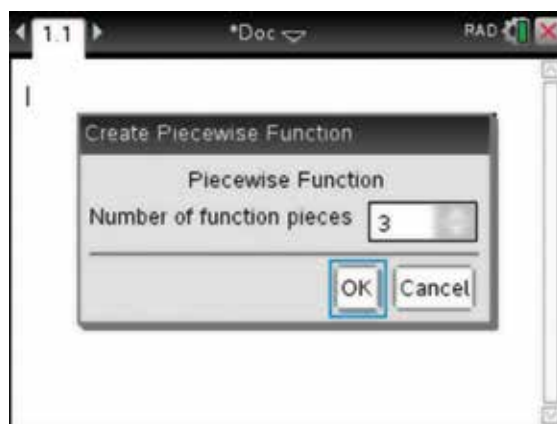 1.1 *Doc RAD
Create Piecewise Function
Piecewise Function
Number of function pieces 3
OK Cancel